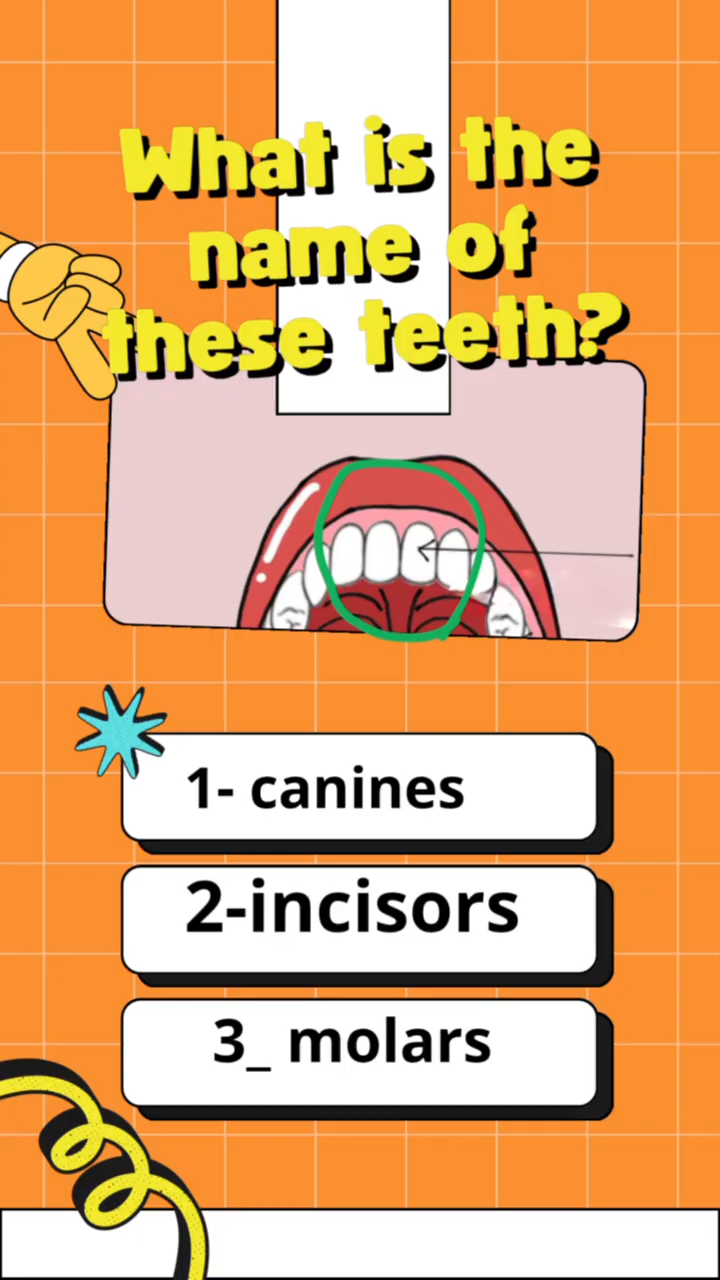 What is the
name of
these teeth?
1- canines
2-incisors
3_ molars